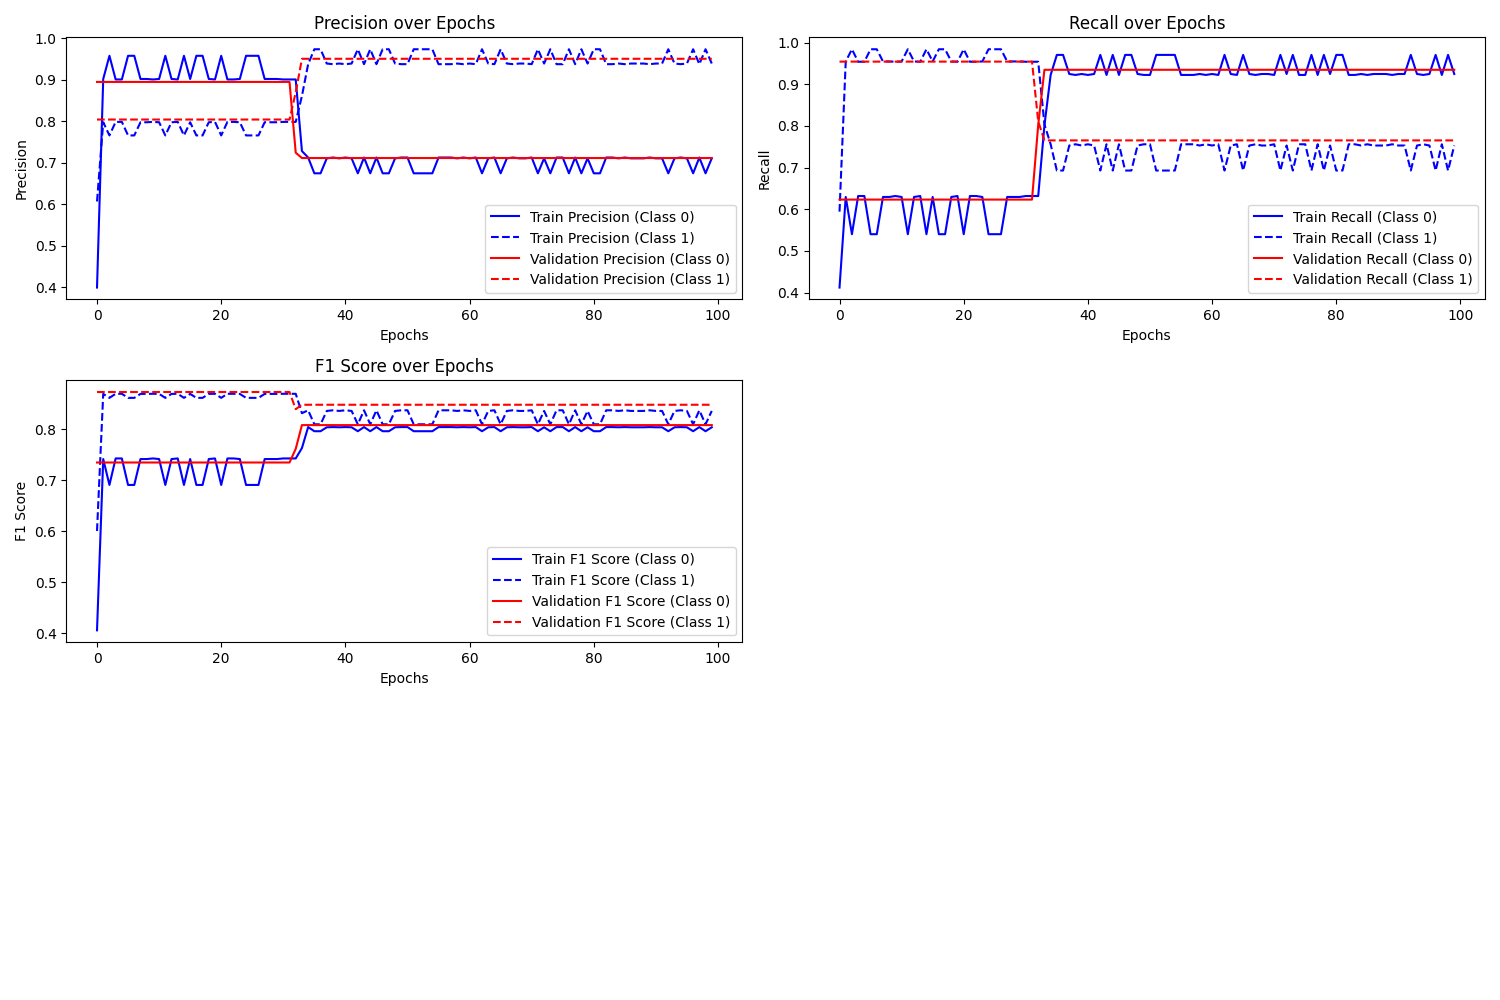 Precision over Epochs
1.0
0.9
0.8
0.7
0.6
0.5
0.4
Precision
0 20 40 60 80 100
Epochs
Train Precision (Class 0)
Train Precision (Class 1)
Validation Precision (Class 0)
Validation Precision (Class 1)
Recall over Epochs
1.0
0.9
0.8
0.7
0.6
0.5
0.4
Recall
0 20 40 60 80 100
Epochs
Train Recall (Class 0)
Train Recall (Class 1)
Validation Recall (Class 0)
Validation Recall (Class 1)
F1 Score over Epochs
0.8
0.7
0.6
0.5
0.4
F1 Score
0 20 40 60 80 100
Epochs
Train F1 Score (Class 0)
Train F1 Score (Class 1)
Validation F1 Score (Class 0)
Validation F1 Score (Class 1)